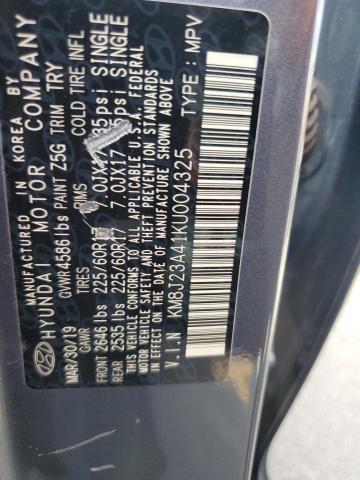 MANUFACTURED IN KOREA BY
HYUNDAI MOTOR COMPANY
MAR/30/19 GVWR 4586 lbs PAINT Z5G TRIM TRY
GAWR TIRES RIMS COLD TIRE INFL
FRONT 2646 lbs 225/60R17 7.0JX17 35psi SINGLE
REAR 2535 lbs 225/60R17 7.0JX17 35psi SINGLE
THIS VEHICLE CONFORMS TO ALL APPLICABLE U.S.A. FEDERAL
MOTOR VEHICLE SAFETY, BUMPER, AND THEFT PREVENTION STANDARDS
IN EFFECT ON THE DATE OF MANUFACTURE SHOWN ABOVE.
V.I.N KM8J23A41KU004325 TYPE : MPV